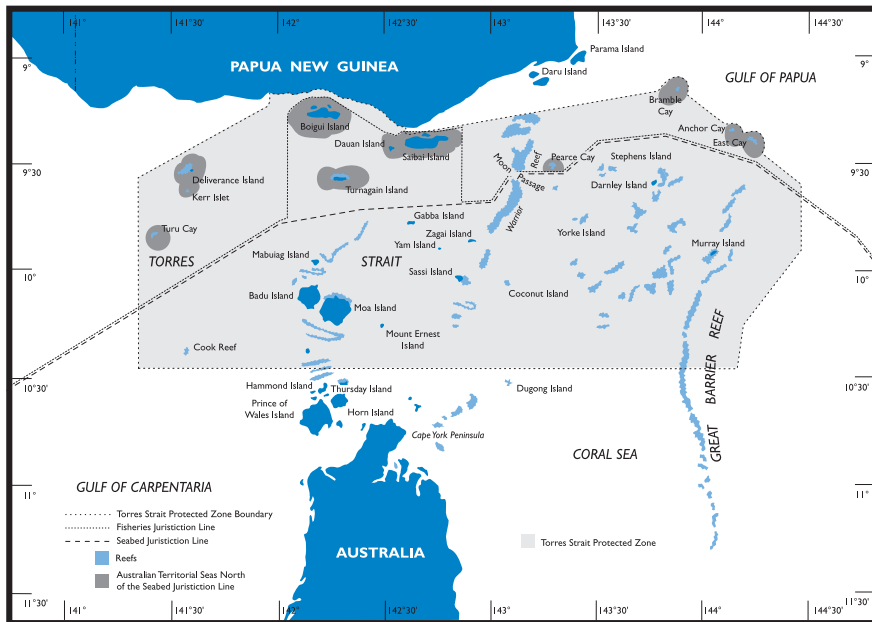 141°
141°30'
142°
142°30'
143°
143°30'
144°
144°30'
Parama Island
9°
PAPUA NEW GUINEA
Daru Island
GULF OF PAPUA
9°
Bramble
Cay
Boigui Island
Anchor Cay
East Cay
Dauan Island
Saibai Island
Moon Passage
Reef
Pearce Cay
Stephens Island
9°30'
Deliverance Island
Kerr Islet
Turnagain Island
Darnley Island
9°30'
Warrior
Gabba Island
Turu Cay
Zagai Island
Yorke Island
Yam Island
Murray Island
Mabuiag Island
TORRES
STRAIT
10°
Sassi Island
10°
Badu Island
Coconut Island
Moa Island
Mount Ernest
Island
Cook Reef
GREAT BARRIER REEF
10°30'
Hammond Island
Thursday Island
Dugong Island
10°30'
Prince of
Wales Island
Horn Island
Cape York Peninsula
CORAL SEA
11°
GULF OF CARPENTARIA
11°
Torres Strait Protected Zone Boundary
Fisheries Juristiction Line
Seabed Juristiction Line
Torres Strait Protected Zone
Reefs
AUSTRALIA
Australian Territorial Seas North
of the Seabed Juristiction Line
11°30'
11°30'
141°
141°30'
142°
142°30'
143°
143°30'
144°
144°30'